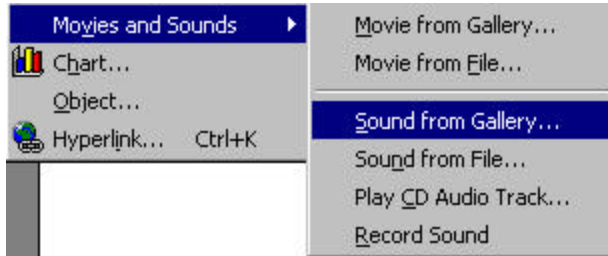 Movies and Sounds
Chart...
Object...
Hyperlink... Ctrl+K
Movie from Gallery...
Movie from File...
Sound from Gallery...
Sound from File...
Play CD Audio Track...
Record Sound